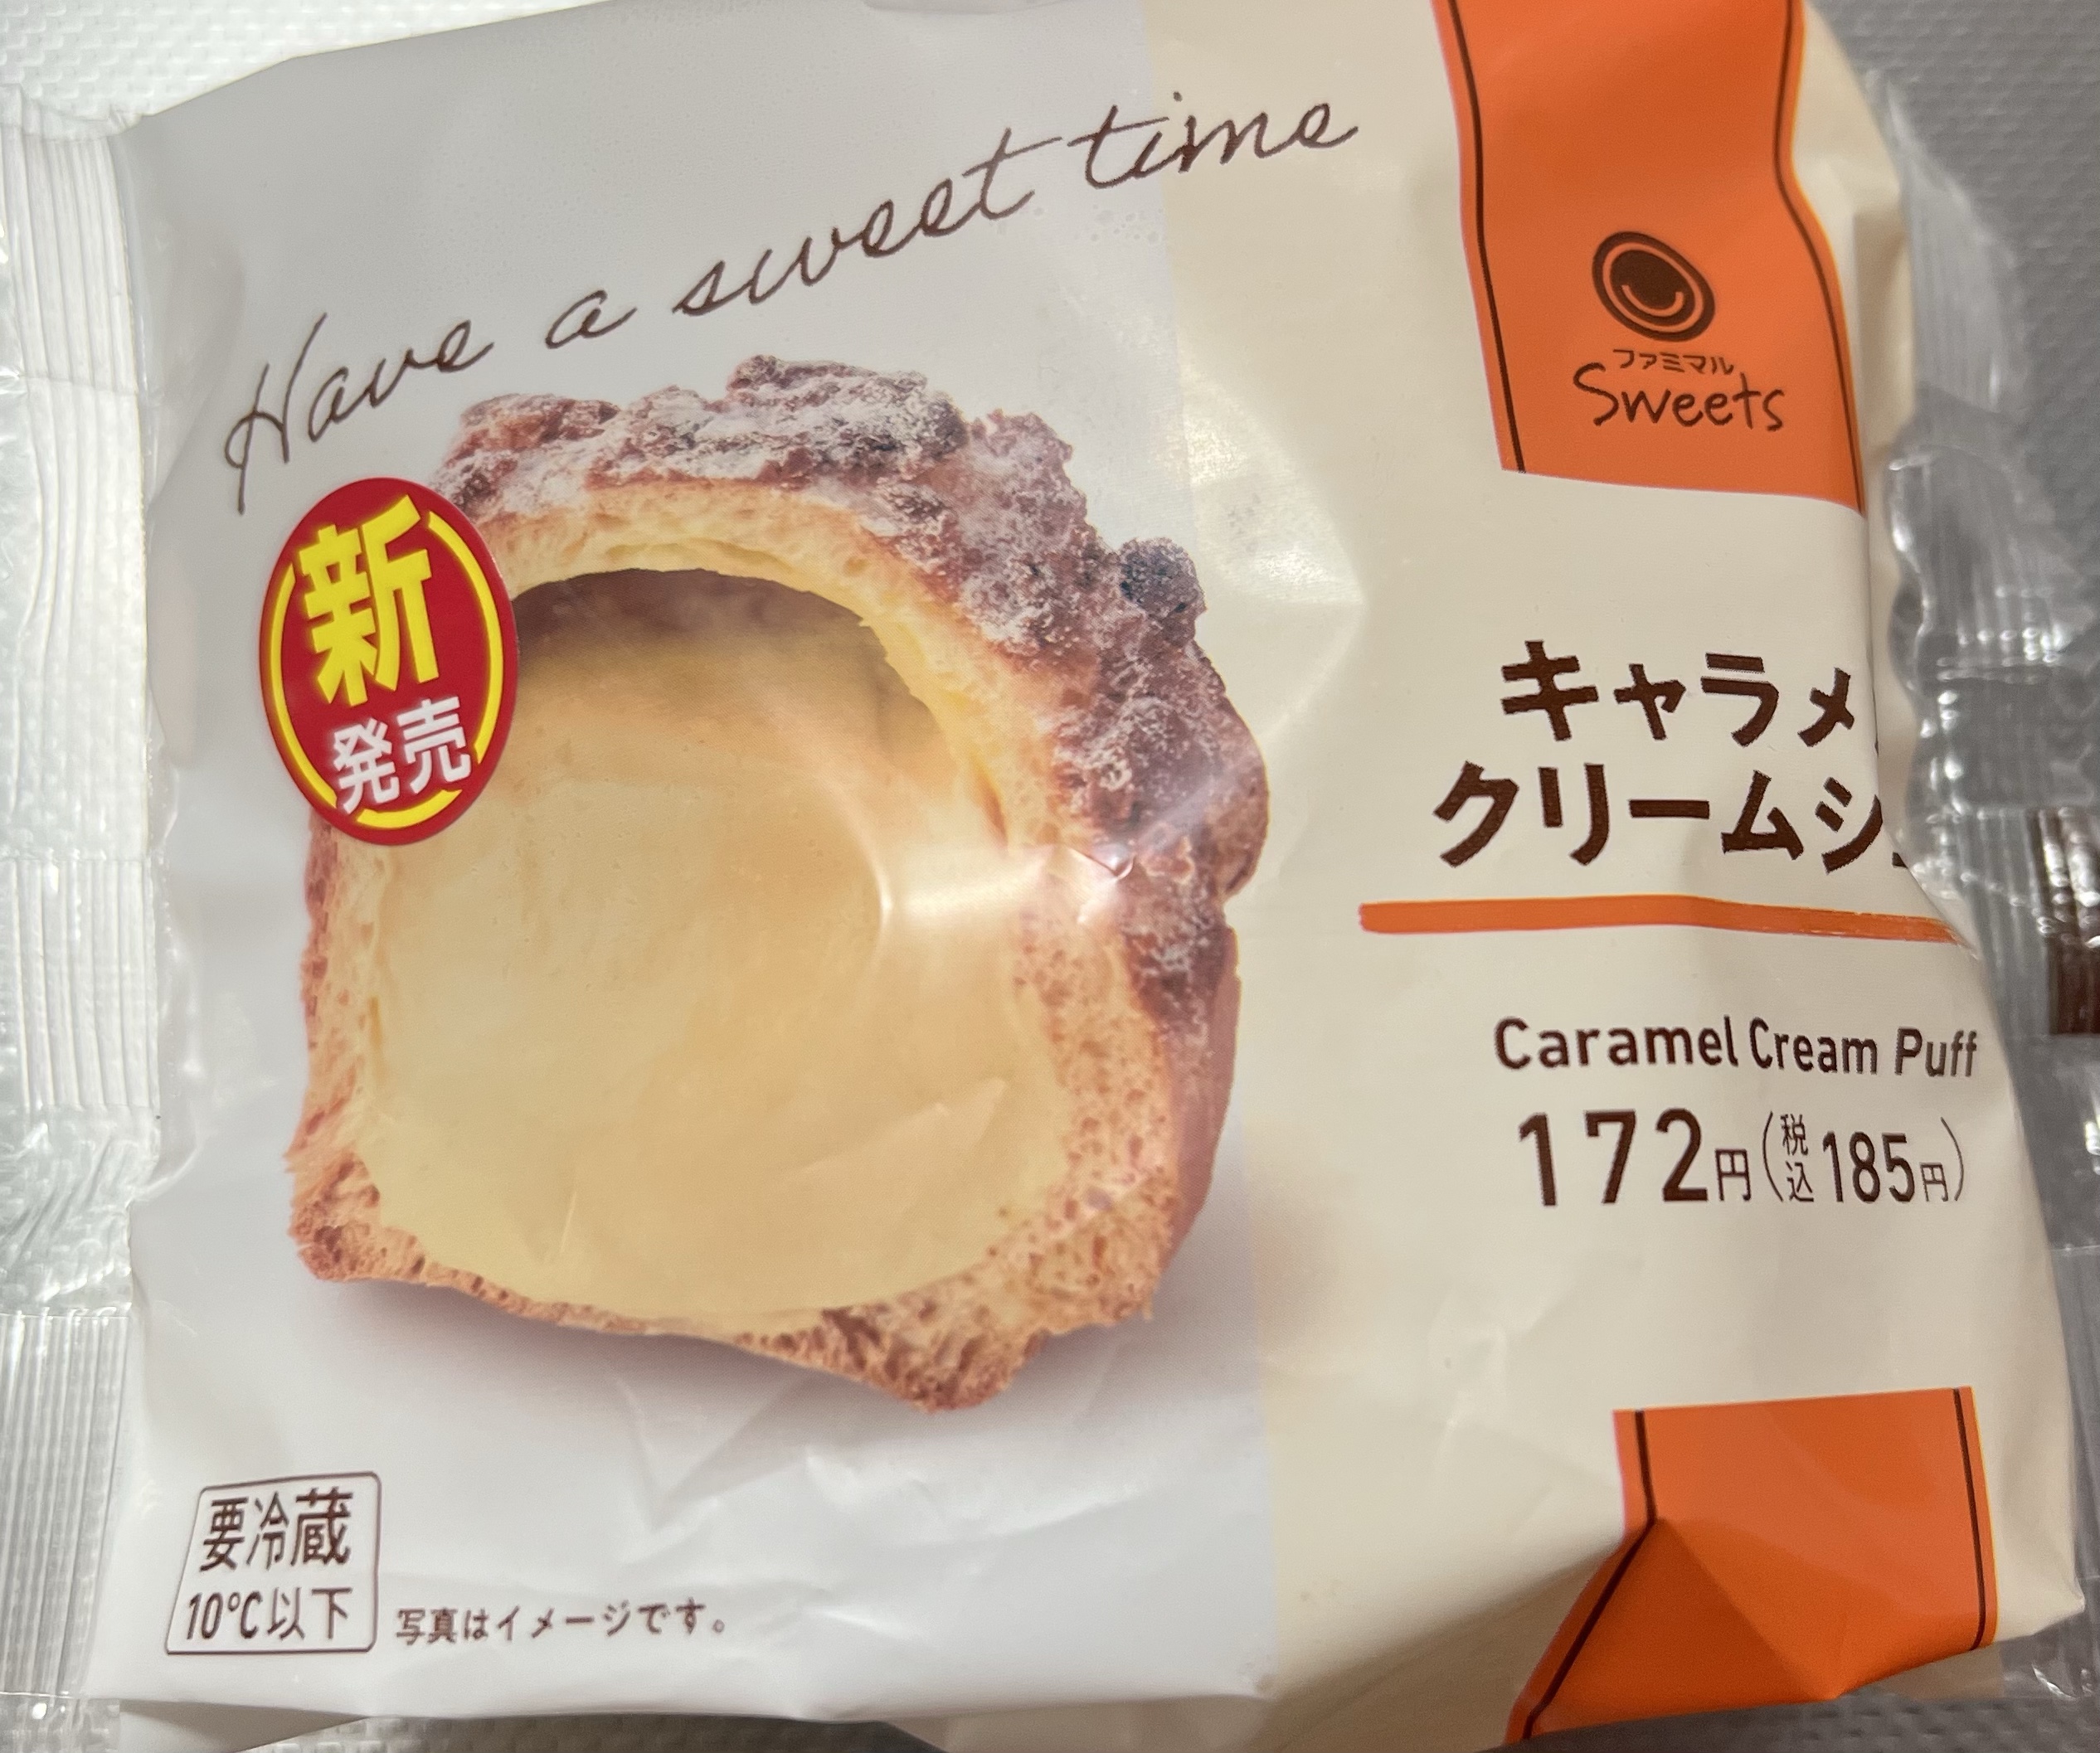 Have a sweet time
ファミマル
Sweets
新
発売
キャラメ
クリームシ
Caramel Cream Puff
172円(税込185円)
要冷蔵
10℃以下
写真はイメージです。